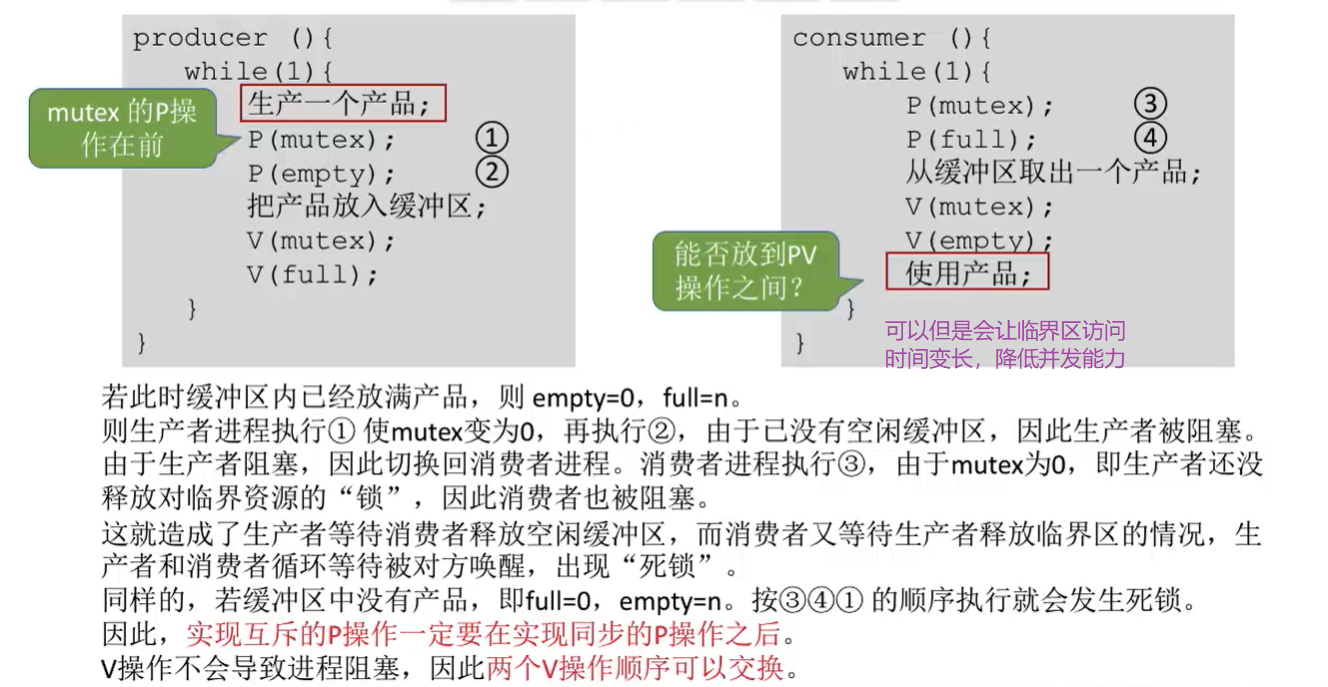 producer (){
while(1){
生产一个产品;
P(mutex); ①
P(empty); ②
把产品放入缓冲区;
V(mutex);
V(full);
}
}
mutex 的P操
作在前
consumer (){
while(1){
P(mutex); ③
P(full); ④
从缓冲区取出一个产品;
V(mutex);
V(empty);
使用产品;
}
}
能否放到PV
操作之间？
可以但是会让临界区访问
时间变长，降低并发能力
若此时缓冲区内已经放满产品，则 empty=0，full=n。
则生产者进程执行① 使mutex变为0，再执行②，由于已没有空闲缓冲区，因此生产者被阻塞。
由于生产者阻塞，因此切换回消费者进程。消费者进程执行③，由于mutex为0，即生产者还没
释放对临界资源的“锁”，因此消费者也被阻塞。
这就造成了生产者等待消费者释放空闲缓冲区，而消费者又等待生产者释放临界区的情况，生
产者和消费者循环等待被对方唤醒，出现“死锁”。
同样的，若缓冲区中没有产品，即full=0，empty=n。按③④① 的顺序执行就会发生死锁。
因此，实现互斥的P操作一定要在实现同步的P操作之后。
V操作不会导致进程阻塞，因此两个V操作顺序可以交换。